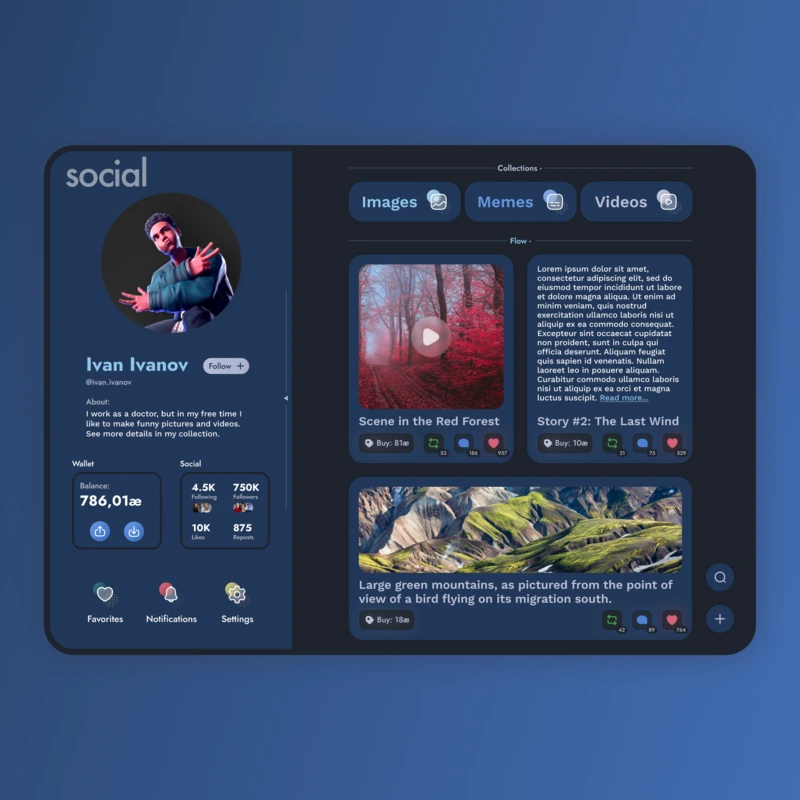 social
Ivan Ivanov
Follow +
@ivan.ivanov
About:
I work as a doctor, but in my free time I
like to make funny pictures and videos.
See more details in my collection.
Wallet
Balance:
786,01æ
Social
4.5K
Following
750K
Followers
10K
Likes
875
Reposts
Favorites
Notifications
Settings
Collections
Images
Memes
Videos
Flow
Scene in the Red Forest
Buy: 81æ
33
186
957
Lorem ipsum dolor sit amet,
consectetur adipiscing elit, sed do
eiusmod tempor incididunt ut labore
et dolore magna aliqua. Ut enim ad
minim veniam, quis nostrud
exercitation ullamco laboris nisi ut
aliquip ex ea commodo consequat.
Excepteur sint occaecat cupidatat
non proident, sunt in culpa qui
officia deserunt. Aliquam feugiat
quis sapien id venenatis. Nullam
laoreet leo in posuere aliquam.
Curabitur commodo ullamco laboris
nisi ut aliquip ex ea orci et magna
luctus suscipit. Read more...
Story #2: The Last Wind
Buy: 10æ
31
75
529
Large green mountains, as pictured from the point of
view of a bird flying on its migration south.
Buy: 18æ
42
89
764